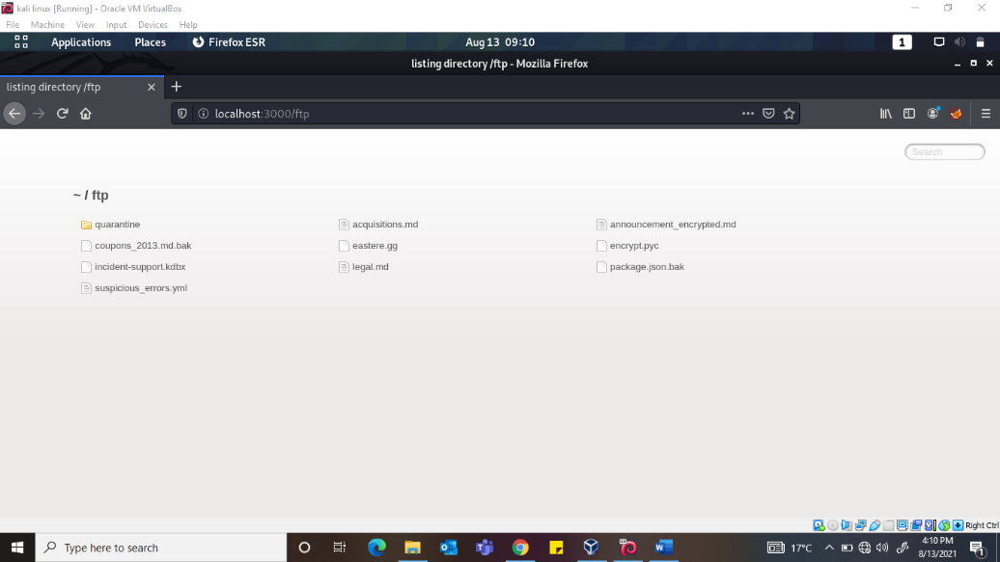 kali linux [Running] - Oracle VM VirtualBox
File Machine View Input Devices Help
Applications Places Firefox ESR Aug 13 09:10 1
listing directory /ftp - Mozilla Firefox
listing directory /ftp
localhost:3000/ftp
Search
~ / ftp
quarantine acquisitions.md announcement_encrypted.md
coupons_2013.md.bak eastere.gg encrypt.pyc
incident-support.kdbx legal.md package.json.bak
suspicious_errors.yml
Right Ctrl
Type here to search 17°C 4:10 PM
8/13/2021 1